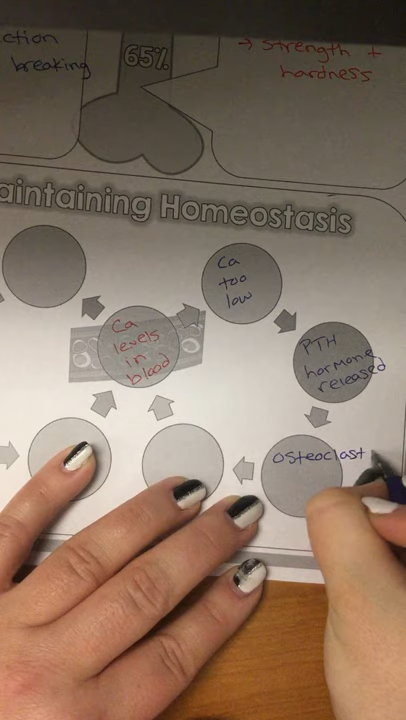 ction
breaking
65%
→ strength +
hardness
aintaining Homeostasis
Ca
too
low
Ca
levels
in
blood
PTH
hormone
released
osteoclast